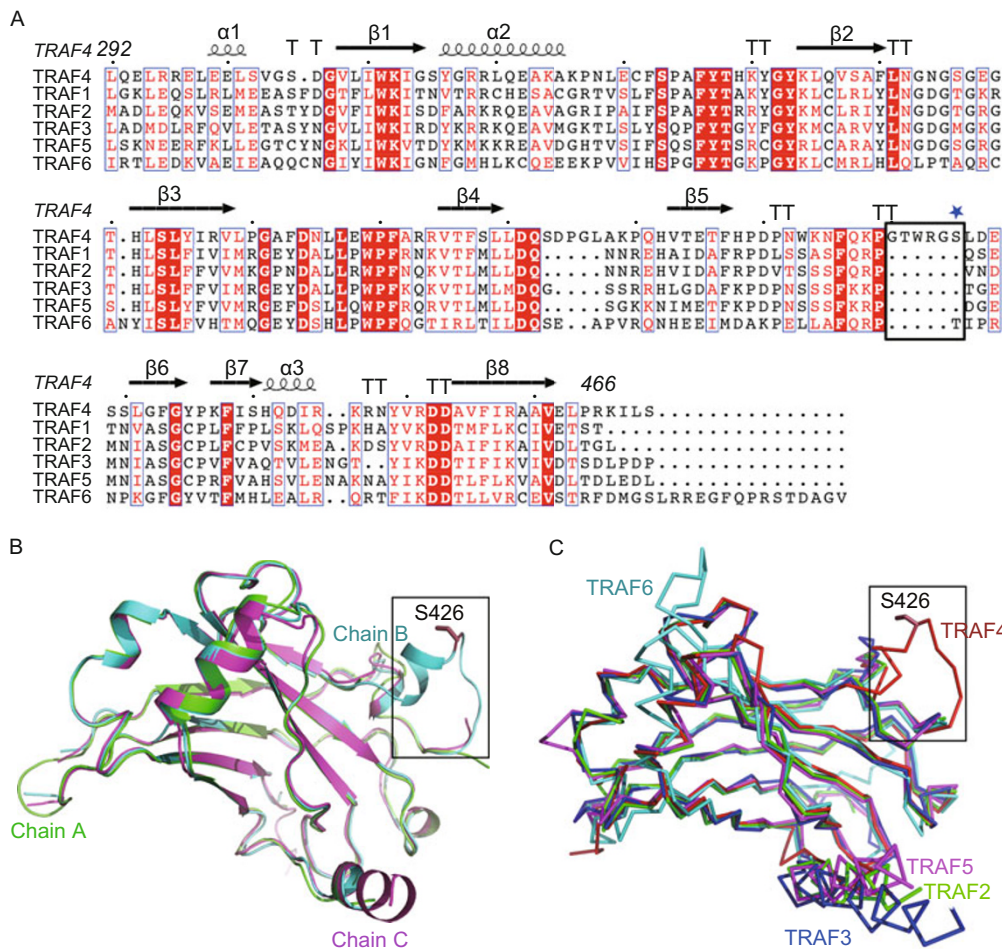 A
TRAF4 292 α1 T T β1 α2 TT β2 TT
TRAF4 LQELRRELEELSVGS.DGVLIWKIGSYGRRLQEAKAKPNLECFSPAFYTHKYGYKLQVSAFLNGNGSGEG
TRAF1 LGKLEQSLRLMEEASFDGTFLWKITNVTRRCHESACGRTVSLFSPAFYTAKYGYKLCLRLYLNGDGTGKR
TRAF2 MADLEQKVSEMEASTYDGVFIWKISDFARKRQEAVAGRIPAIFSPAFYTSRYGYKMCLRIYLNGDGTGRG
TRAF3 LADMDLRFQVLETASYNGVLIWKIRDYKRRKQEAVMGKTLSLYSQPFYTGYFGYKMCARVYLNGDGMGKG
TRAF5 LSKNEERFKLLEGTCYNGKLIWKVTDYKMKKREAVDGHTVSIFSQSFYTSRCGYRLCARAYLNGDGSGRG
TRAF6 IRTLEDKVAEIEAQQCNGIYIWKIGNFGMHLKCQEEEKPVVIHSPGFYTGKPGYKLCMRLHLQLPTAQRC
TRAF4 β3 β4 β5 TT TT
TRAF4 T.HLSLYIRVLPGAFDNLLEWPFARRVTFSLLDQSDPGLAKPQHVTETFHPDPNWKNFQKPGTWRGSLDE
TRAF1 T.HLSLFIVIMRGEYDALLPWPFRNKVTFMLLDQ.....NNREHAIDAFRPDLSSASFQRP......QSE
TRAF2 T.HLSLFFVVMKGPNDALLRWPFNQKVTLMLLDQ.....NNREHVIDAFRPDVTSSSFQRP......VND
TRAF3 T.HLSLFFVIMRGEYDALLPWPFKQKVTLMLMDQ.....SSRRHLGDAFKPDPNSSSFKKP......TGE
TRAF5 S.HLSLYFVVMRGEFDSLLQWPFRQRVTLMLLDQ.....SGKKNIMETFKPDPNSSSFKRP......DGE
TRAF6 ANYISLFVHTMQGEYDSHLPWPFQGTIRLTILDQSE..APVRQNHEEIMDAKPELLAFQRP.....TIPR
TRAF4 β6 β7 α3 TT TT β8 466
TRAF4 SSLGFGYPKFISHQDIR..KRNYVRDDAVFIRAAVELPRKILS...............
TRAF1 TNVASGCPLFFPLSKLQSPKHAYVKDDTMFLKCIVETST...................
TRAF2 MNIASGCPLFCPVSKMEA.KNSYVRDDAIFIKAIVDLTGL..................
TRAF3 MNIASGCPVFVAQTVLENGT..YIKDDTIFIKVIVDTSDLPDP...............
TRAF5 MNIASGCPRFVAHSVLENAKNAYIKDDTLFLKVAVDLTDLEDL...............
TRAF6 NPKGFGYVTFMHLEALR..QRTFIKDDTLLVRCEVSTRFDMGSLRREGFQPRSTDAGV
B
Chain B
S426
Chain A
Chain C
C
TRAF6
S426
TRAF4
TRAF5
TRAF2
TRAF3